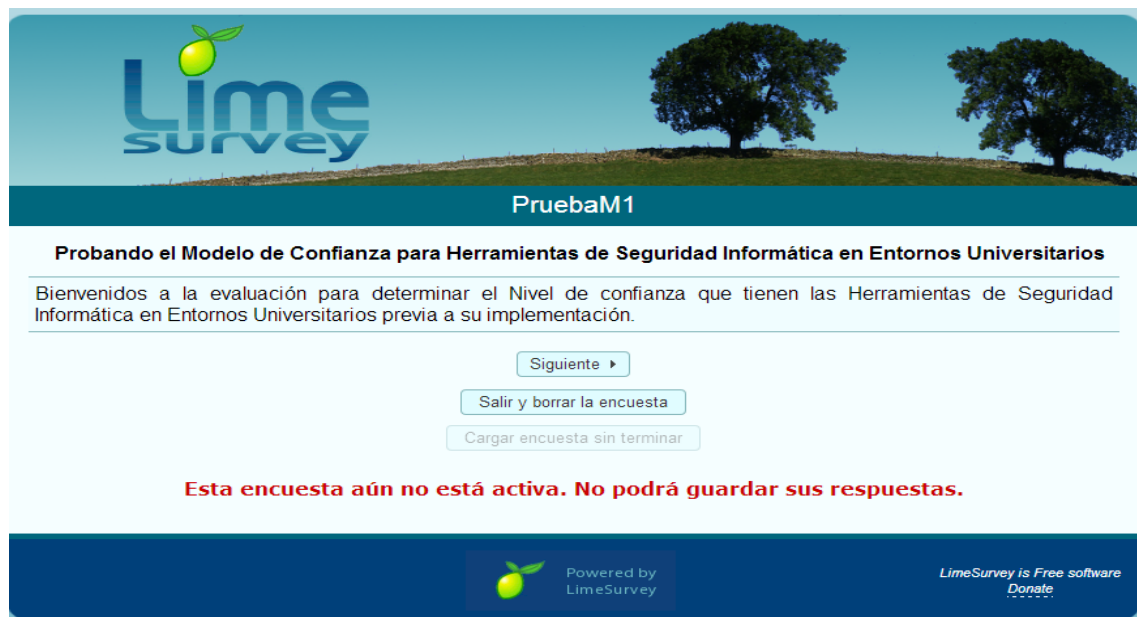 Lime
survey
PruebaM1
Probando el Modelo de Confianza para Herramientas de Seguridad Informática en Entornos Universitarios
Bienvenidos a la evaluación para determinar el Nivel de confianza que tienen las Herramientas de Seguridad
Informática en Entornos Universitarios previa a su implementación.
Siguiente
Salir y borrar la encuesta
Cargar encuesta sin terminar
Esta encuesta aún no está activa. No podrá guardar sus respuestas.
Powered by
LimeSurvey
LimeSurvey is Free software
Donate